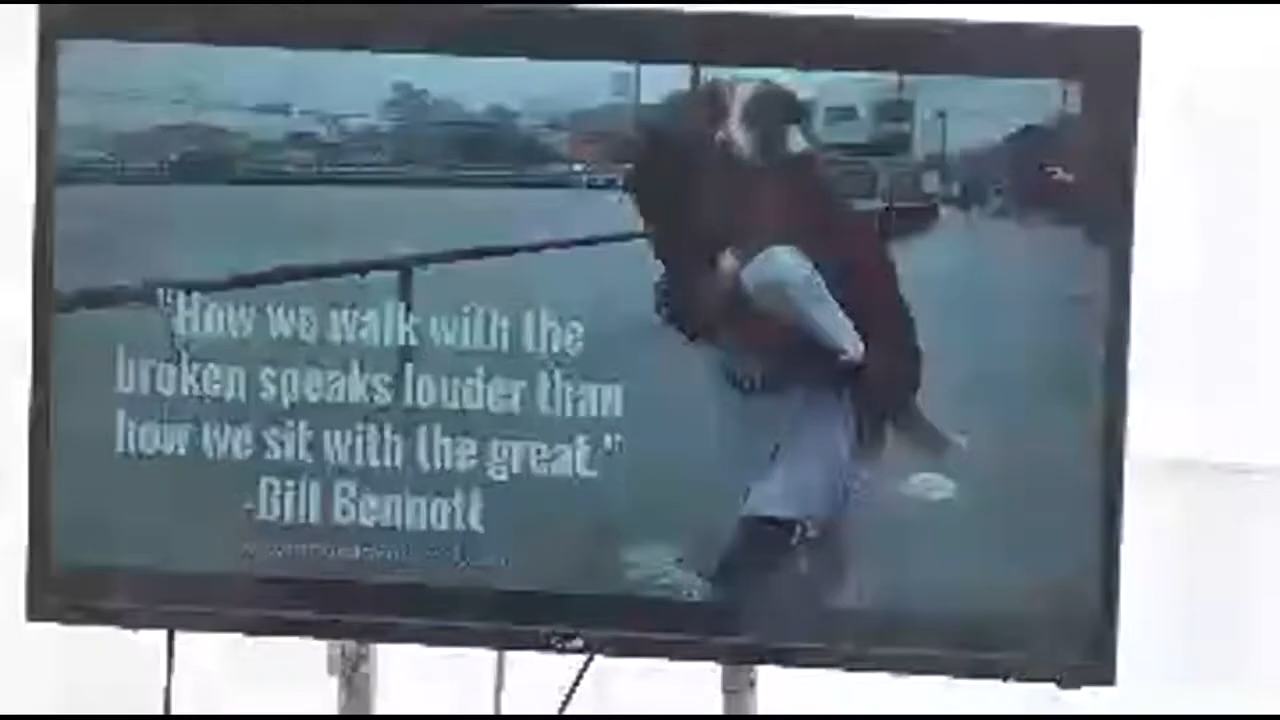 "How we walk with the
broken speaks louder than
how we sit with the great."
-Bill Bennott